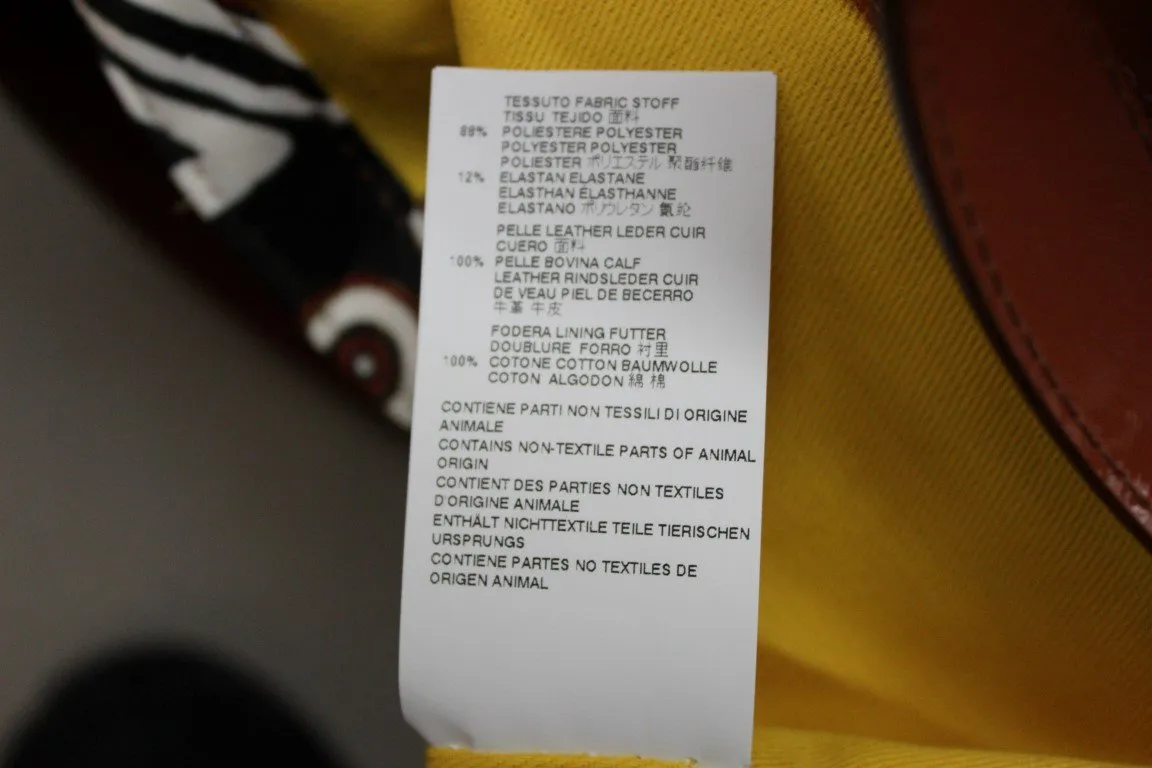 TESSUTO FABRIC STOFF
TISSU TEJIDO 面料
88% POLIESTERE POLYESTER
POLYESTER POLYESTER
POLIESTER ポリエステル 聚酯纤维
12% ELASTAN ELASTANE
ELASTHAN ELASTHANNE
ELASTANO ポリウレタン 氨纶
PELLE LEATHER LEDER CUIR
CUERO 面料
100% PELLE BOVINA CALF
LEATHER RINDSLEDER CUIR
DE VEAU PIEL DE BECERRO
牛革 牛皮
FODERA LINING FUTTER
DOUBLURE FORRO 衬里
100% COTONE COTTON BAUMWOLLE
COTON ALGODON 綿 棉
CONTIENE PARTI NON TESSILI DI ORIGINE
ANIMALE
CONTAINS NON-TEXTILE PARTS OF ANIMAL
ORIGIN
CONTIENT DES PARTIES NON TEXTILES
D'ORIGINE ANIMALE
ENTHÄLT NICHTTEXTILE TEILE TIERISCHEN
URSPRUNGS
CONTIENE PARTES NO TEXTILES DE
ORIGEN ANIMAL